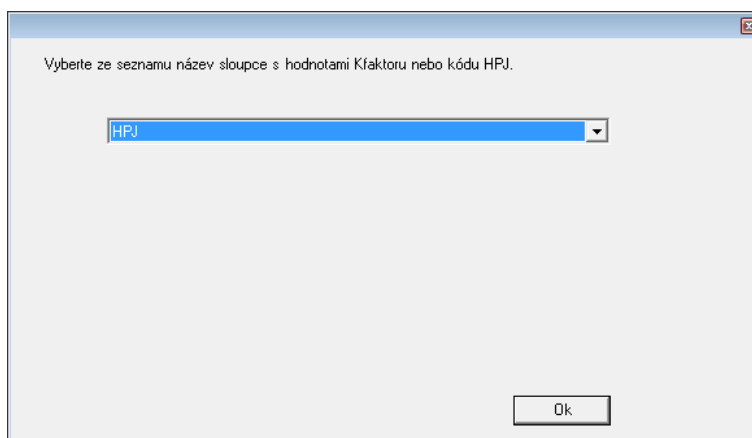 Vyberte ze seznamu název sloupce s hodnotami Kfaktoru nebo kódu HPJ.
HPJ
Ok